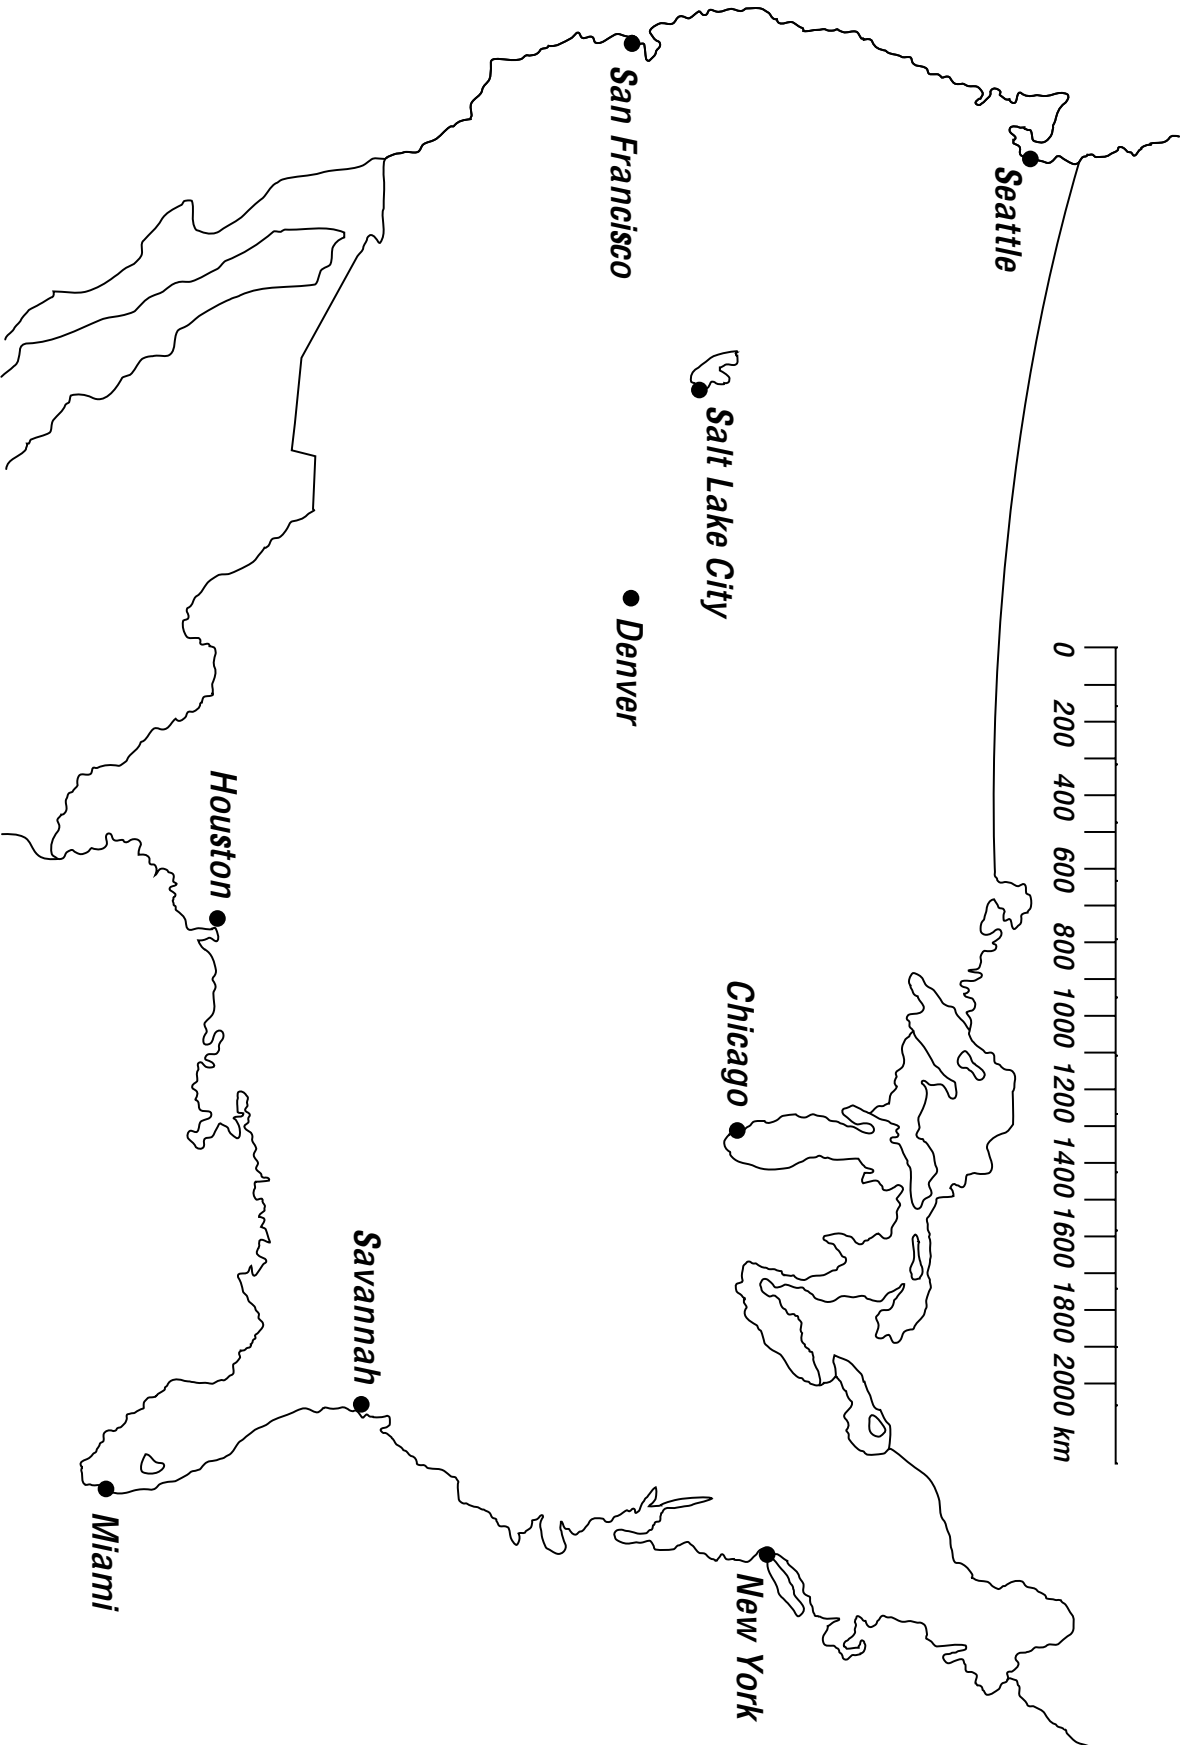 0 200 400 600 800 1000 1200 1400 1600 1800 2000 km
Seattle
Salt Lake City
San Francisco
Denver
Chicago
New York
Savannah
Houston
Miami